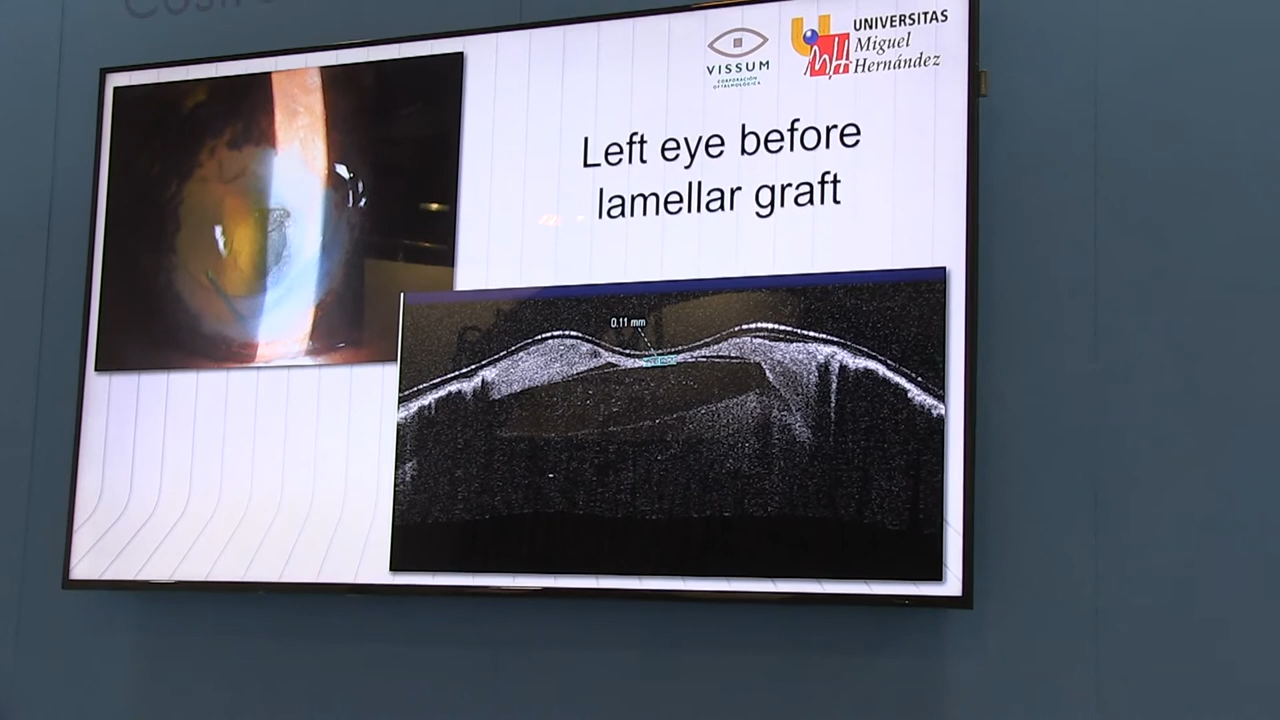 VISSUM
CORPORACIÓN
OFTALMOLÓGICA
UNIVERSITAS
Miguel
Hernández
Left eye before
lamellar graft
0.11 mm